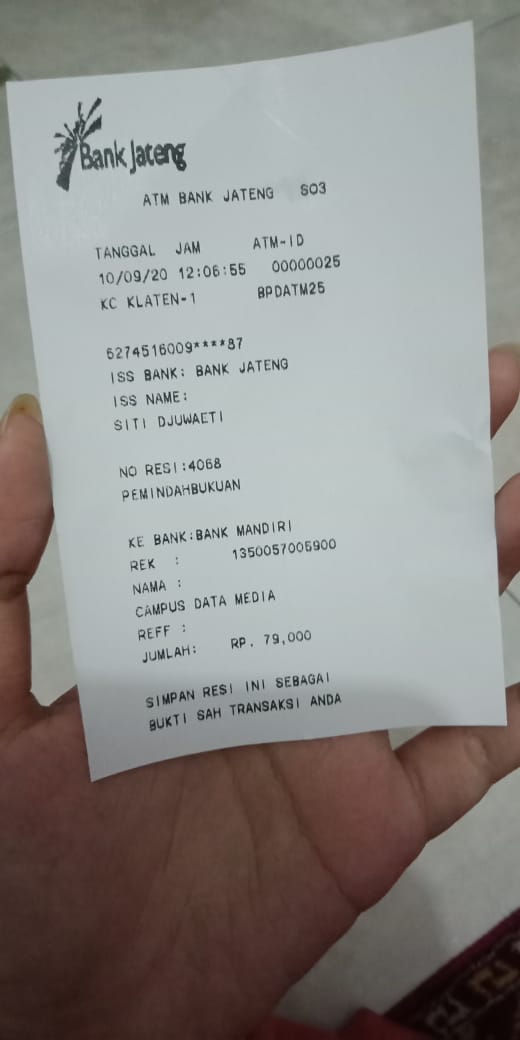 Bank Jateng
ATM BANK JATENG S03
TANGGAL JAM ATM-ID
10/09/20 12:06:55 00000025
KC KLATEN-1 BPDATM25
6274516009****87
ISS BANK: BANK JATENG
ISS NAME:
SITI DJUWAETI
NO RESI:4068
PEMINDAHBUKUAN
KE BANK:BANK MANDIRI
REK : 1350057005900
NAMA :
CAMPUS DATA MEDIA
REFF :
JUMLAH: RP. 79,000
SIMPAN RESI INI SEBAGAI
BUKTI SAH TRANSAKSI ANDA